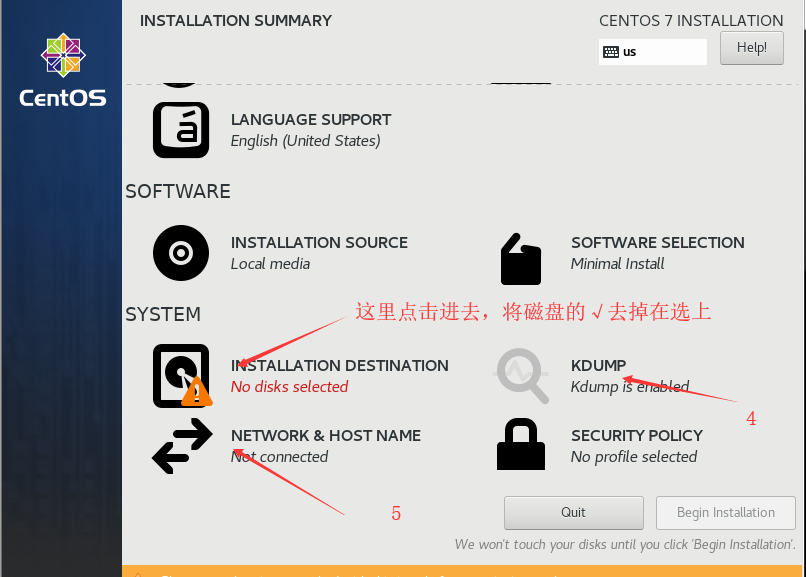 INSTALLATION SUMMARY
CENTOS 7 INSTALLATION
us
Help!
CentOS
LANGUAGE SUPPORT
English (United States)
SOFTWARE
INSTALLATION SOURCE
Local media
SOFTWARE SELECTION
Minimal Install
这里点击进去，将磁盘的√去掉在选上
SYSTEM
INSTALLATION DESTINATION
No disks selected
KDUMP
Kdump is enabled
4
NETWORK & HOST NAME
Not connected
SECURITY POLICY
No profile selected
5
Quit
Begin Installation
We won't touch your disks until you click 'Begin Installation'.